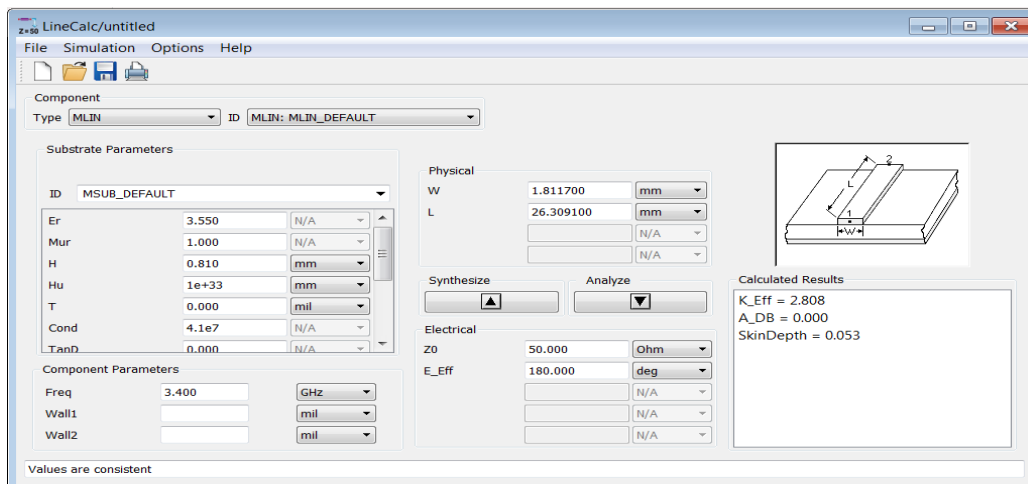 Z=50 LineCalc/untitled
File Simulation Options Help
Component
Type MLIN ID MLIN: MLIN_DEFAULT
Substrate Parameters
ID MSUB_DEFAULT
Er 3.550 N/A
Mur 1.000 N/A
H 0.810 mm
Hu 1e+33 mm
T 0.000 mil
Cond 4.1e7 N/A
TanD 0.000 N/A
Component Parameters
Freq 3.400 GHz
Wall1 mil
Wall2 mil
Physical
W 1.811700 mm
L 26.309100 mm
N/A
N/A
Synthesize Analyze
Electrical
Z0 50.000 Ohm
E_Eff 180.000 deg
N/A
N/A
N/A
2
L
1
W
Calculated Results
K_Eff = 2.808
A_DB = 0.000
SkinDepth = 0.053
Values are consistent